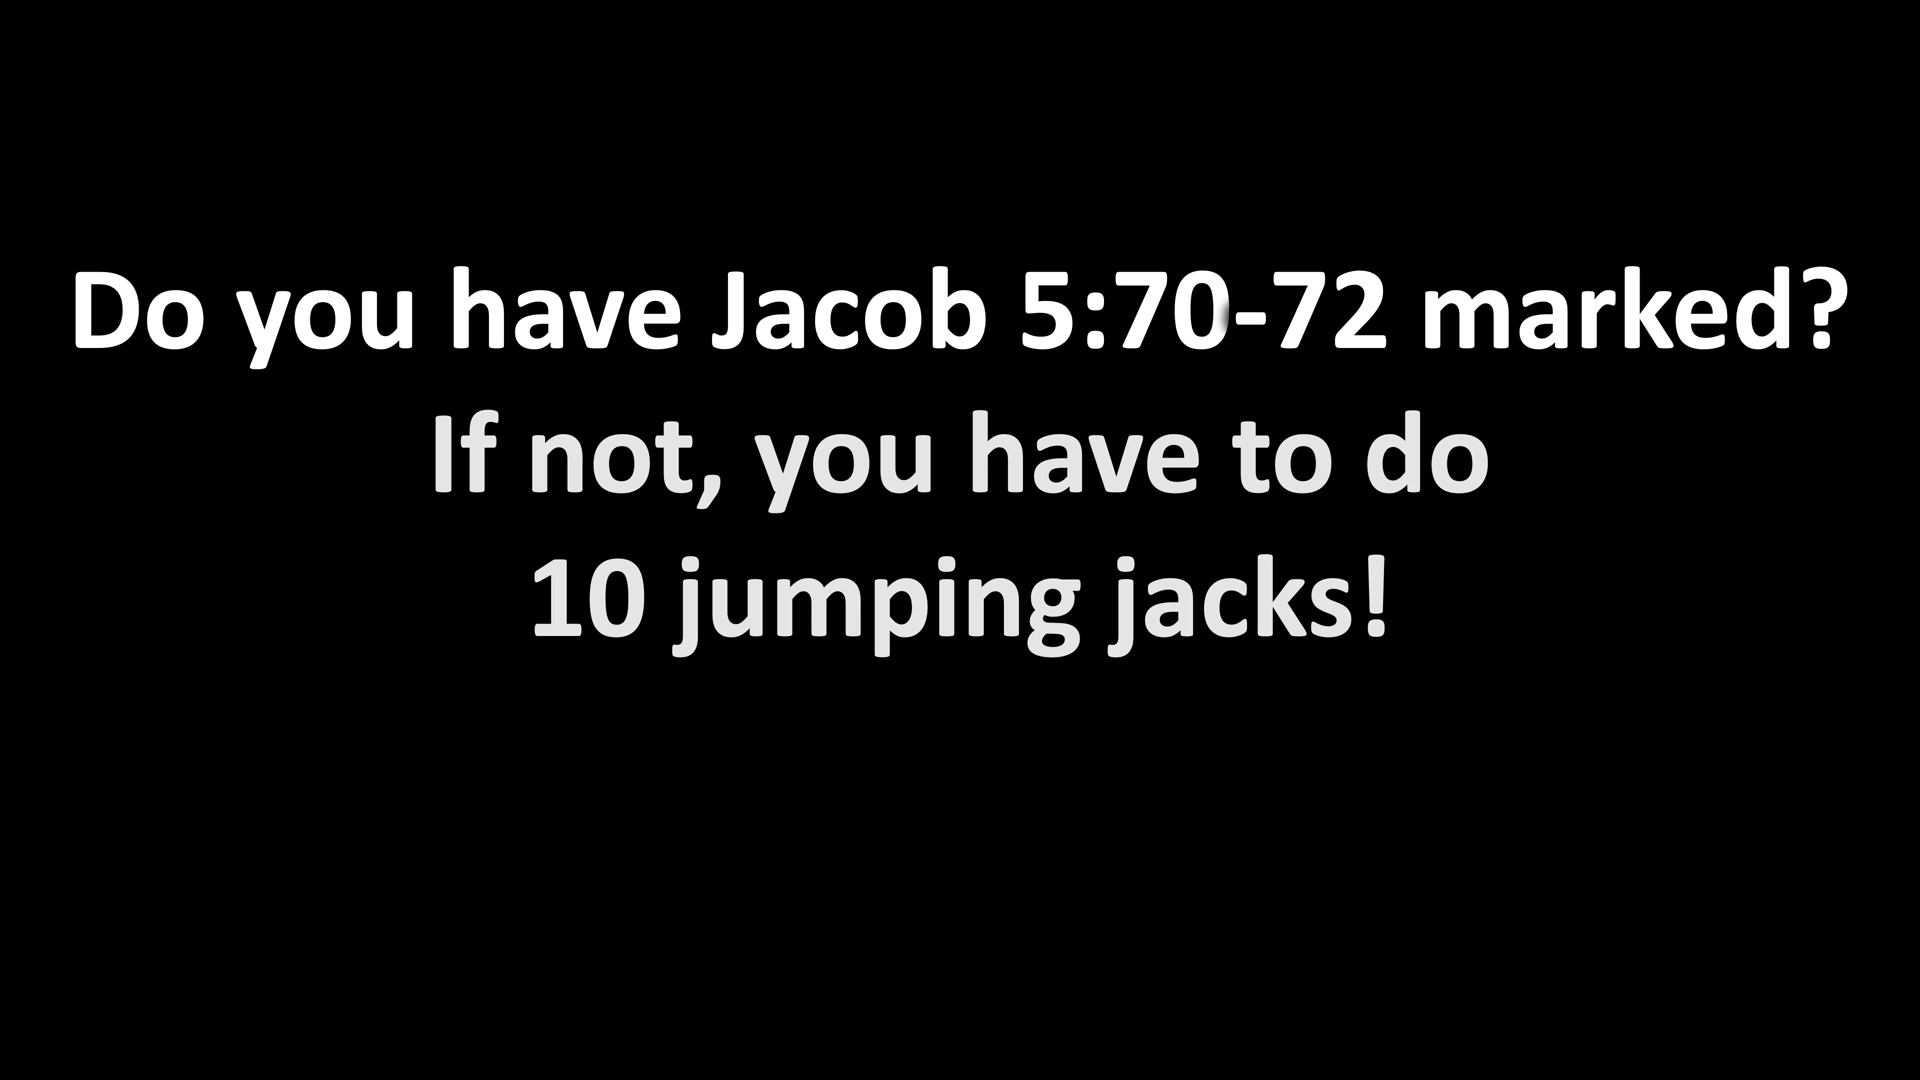 Do you have Jacob 5:70-72 marked?
If not, you have to do
10 jumping jacks!